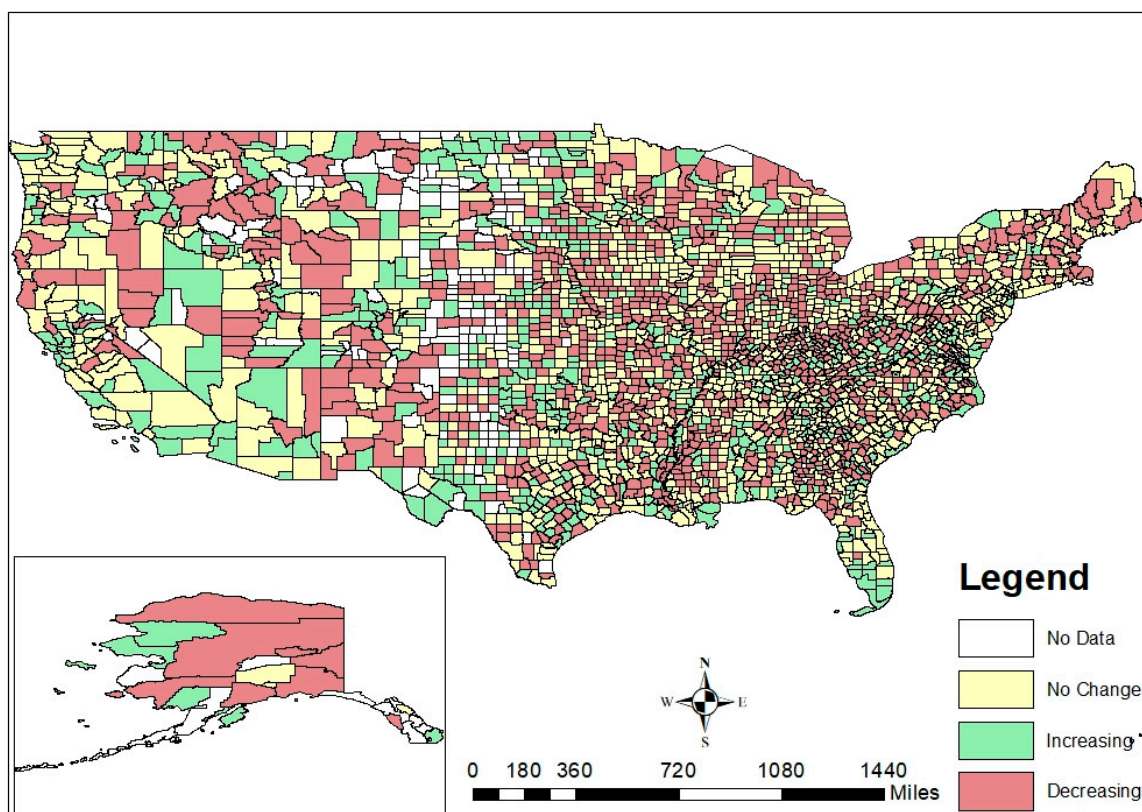 Legend
No Data
No Change
Increasing
Decreasing
N
W E
S
0 180 360 720 1080 1440
Miles